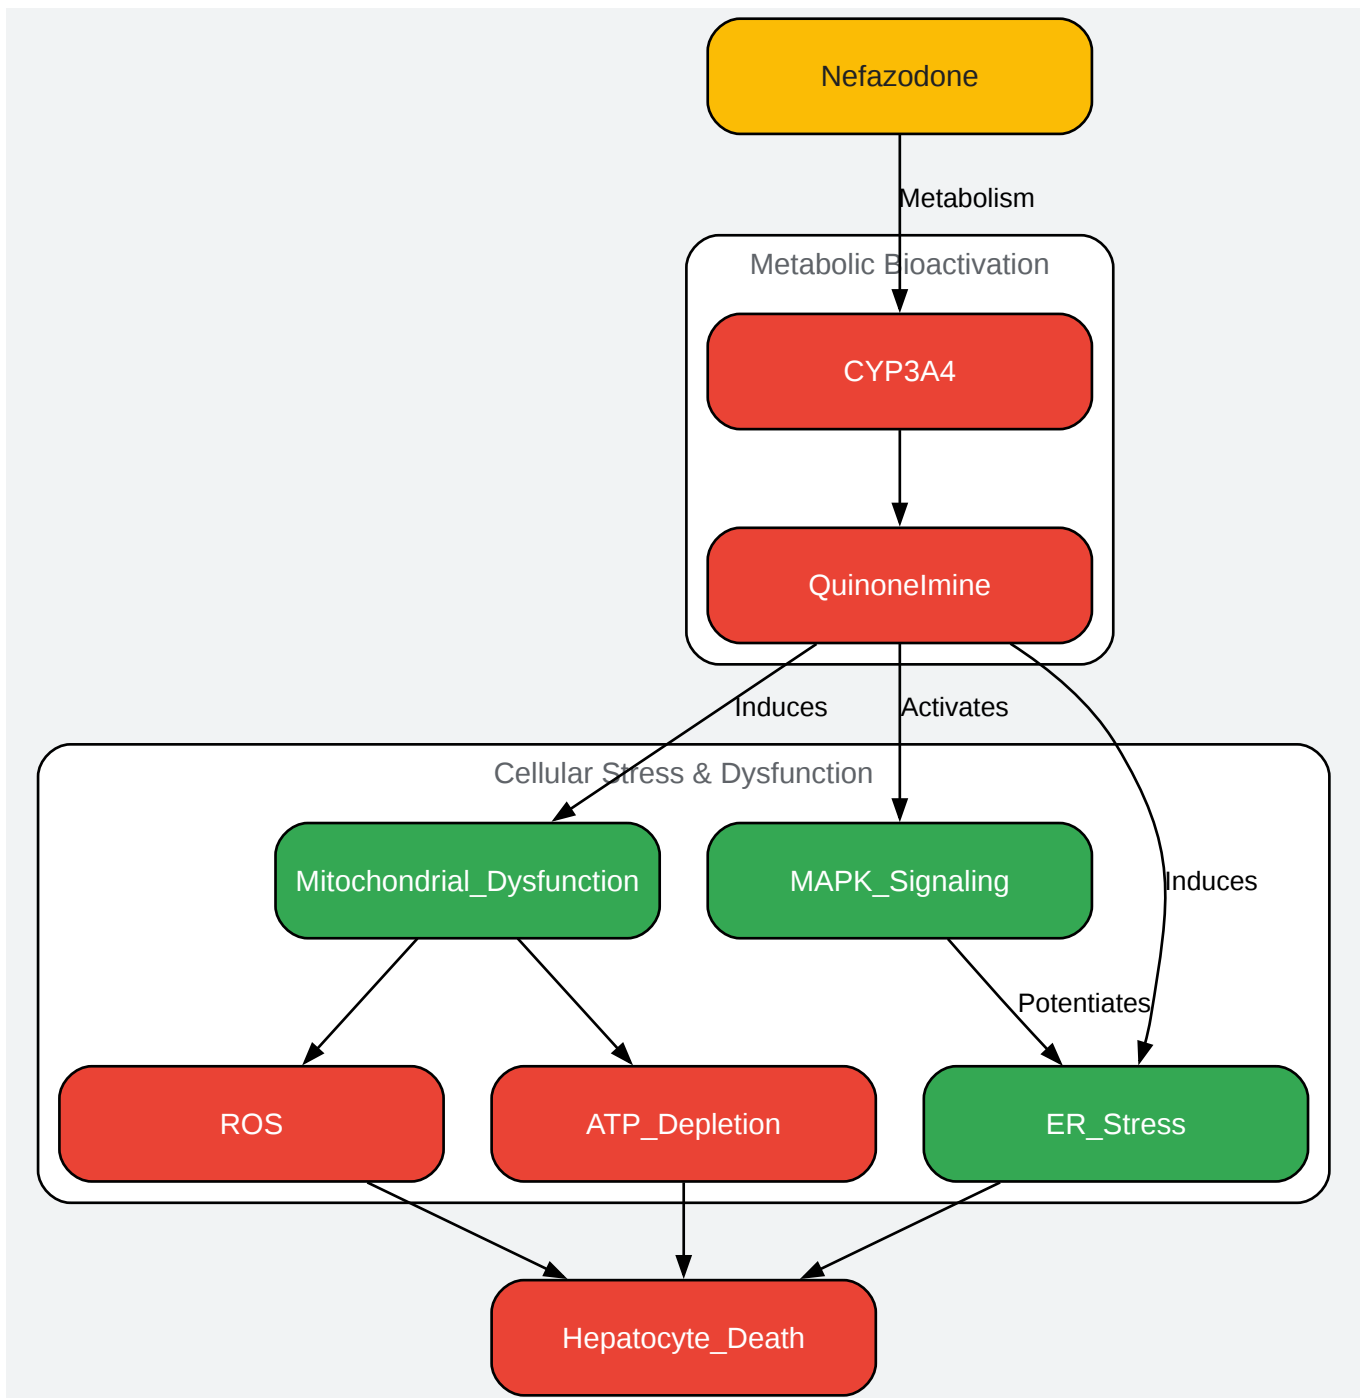 Nefazodone
Metabolism
Metabolic Bioactivation
CYP3A4
QuinoneImine
Induces
Activates
Cellular Stress & Dysfunction
Mitochondrial_Dysfunction
MAPK_Signaling
Induces
Potentiates
ROS
ATP_Depletion
ER_Stress
Hepatocyte_Death